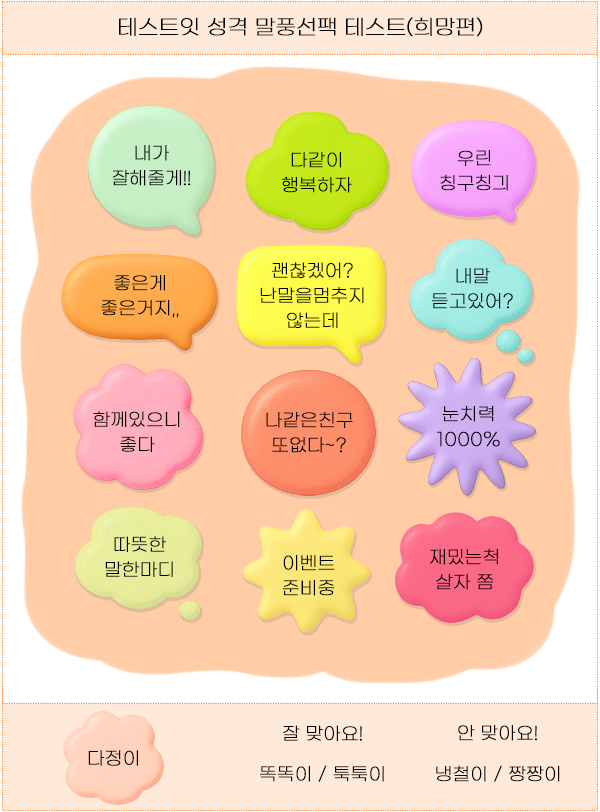 테스트잇 성격 말풍선팩 테스트(희망편)
내가
잘해줄게!!
다같이
행복하자
우린
칭구칭긔
좋은게
좋은거지,,
괜찮겠어?
난말을멈추지
않는데
내말
듣고있어?
함께있으니
좋다
나같은친구
또없다~?
눈치력
1000%
따뜻한
말한마디
이벤트
준비중
재밌는척
살자 쫌
다정이
잘 맞아요!
똑똑이 / 툭툭이
안 맞아요!
냉철이 / 짱짱이